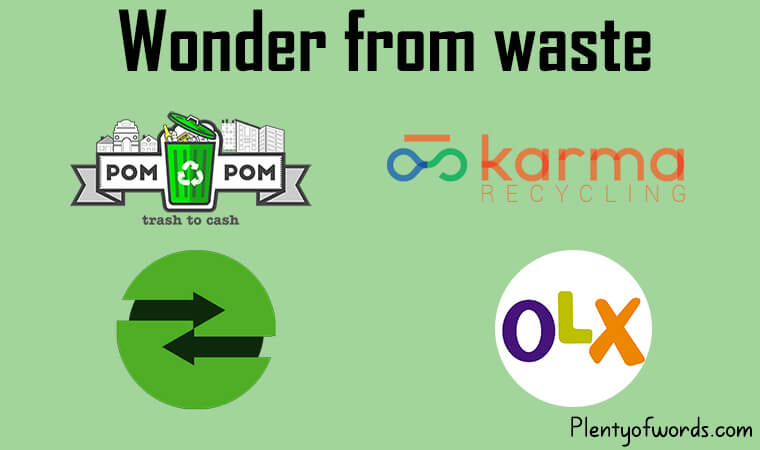 Wonder from waste
POM POM
trash to cash
karma
RECYCLING
OLX
Plentyofwords.com